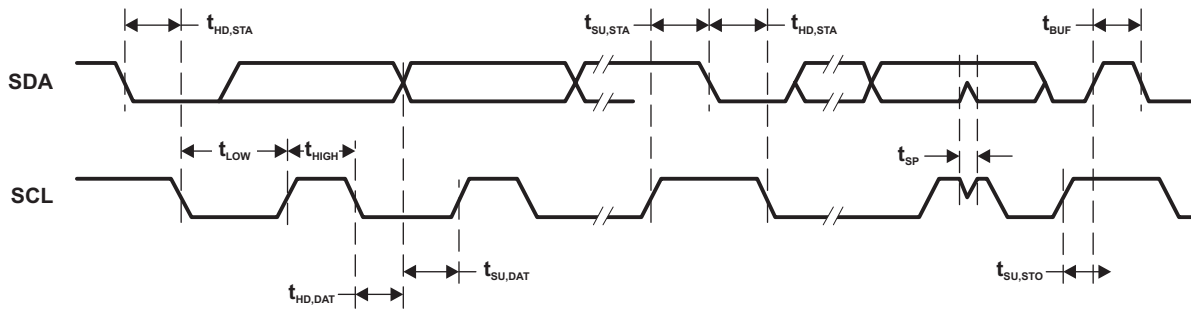 tHD,STA
tSU,STA
tHD,STA
tBUF
SDA
tLOW
tHIGH
tSP
SCL
tSU,DAT
tSU,STO
tHD,DAT